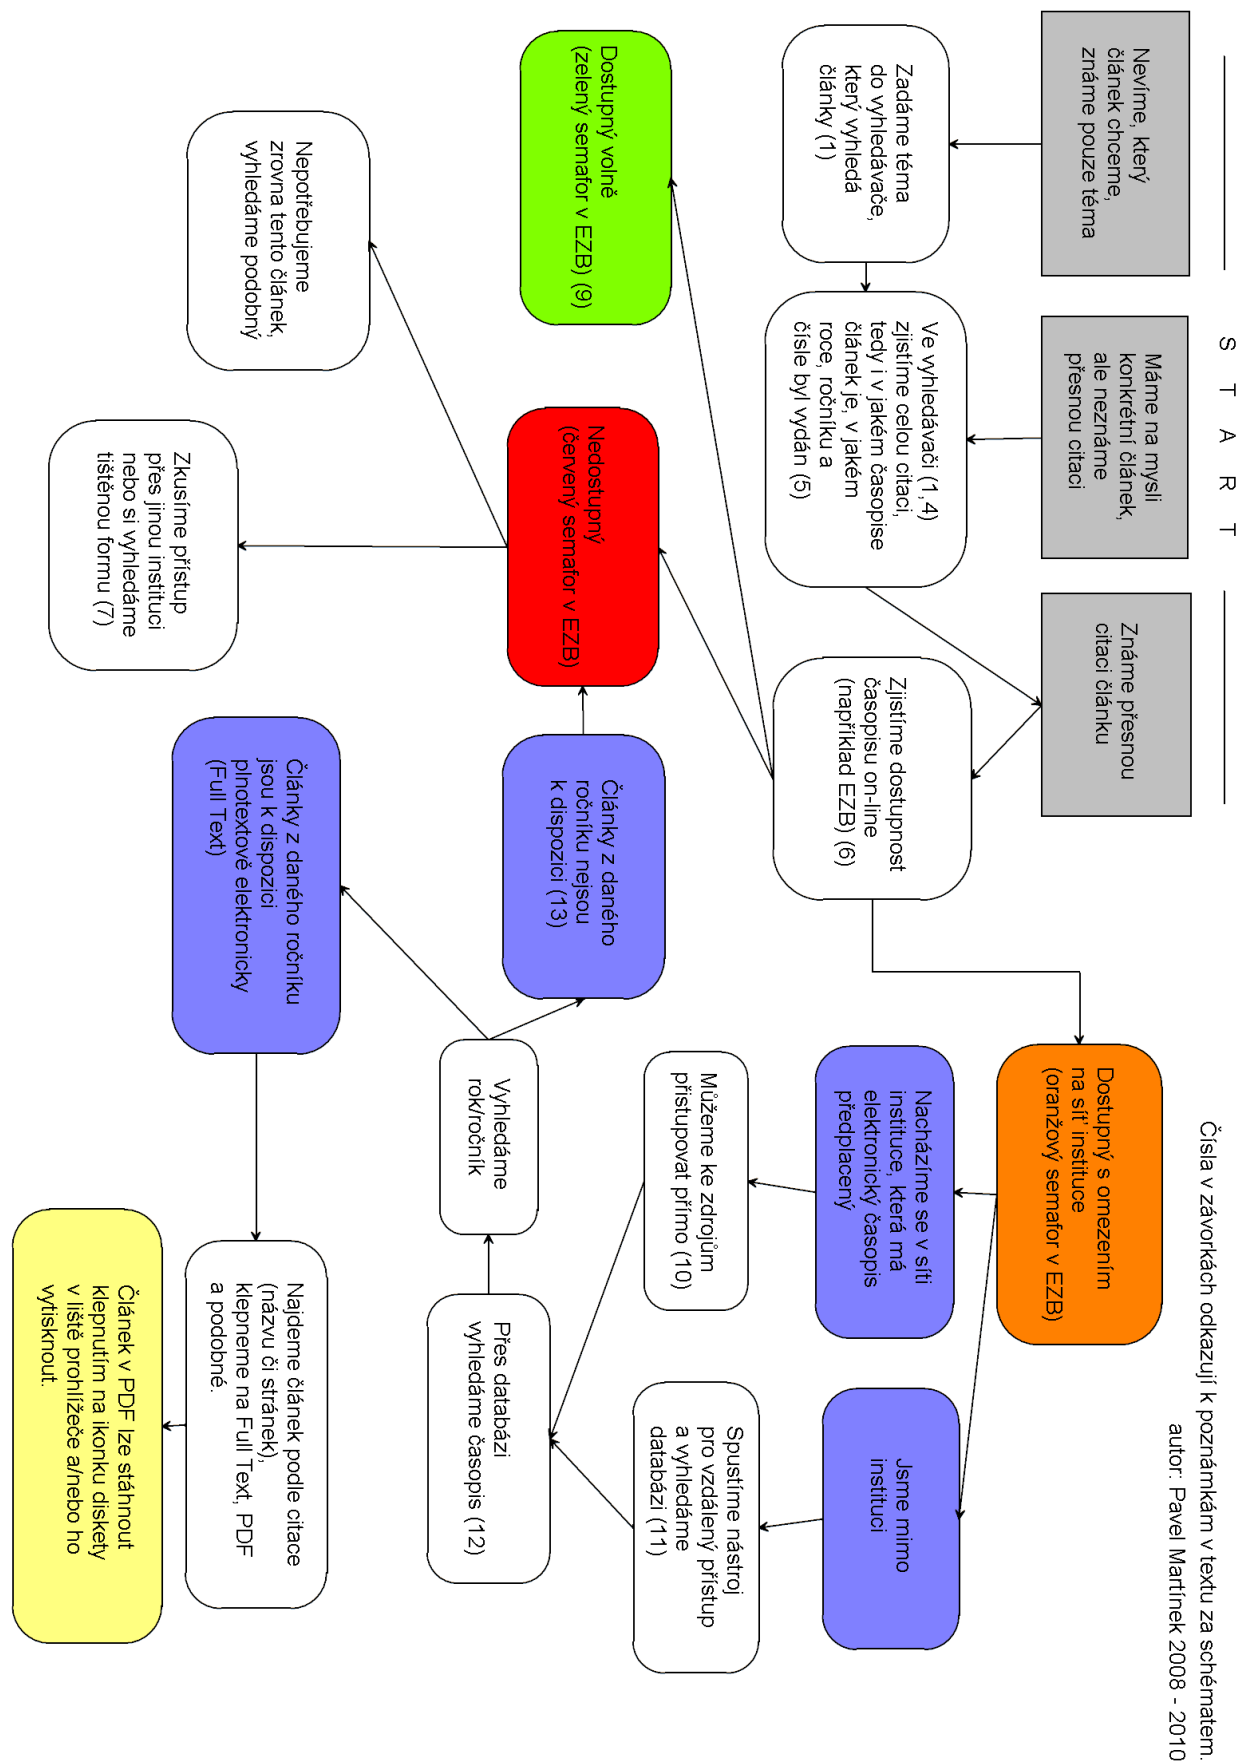 Čísla v závorkách odkazují k poznámkám v textu za schématem.
autor: Pavel Martínek 2008 - 2010
S T A R T
Nevíme, který
článek chceme,
známe pouze téma
Máme na mysli
konkrétní článek,
ale neznáme
přesnou citaci
Známe přesnou
citaci článku
Zadáme téma
do vyhledávače,
který vyhledá
články (1)
Ve vyhledávači (1,4)
zjistíme celou citaci,
tedy i v jakém časopise
článek je, v jakém
roce, ročníku a
čísle byl vydán (5)
Zjistíme dostupnost
časopisu on-line
(například EZB) (6)
Dostupný s omezením
na síť instituce
(oranžový semafor v EZB)
Nacházíme se v síti
instituce, která má
elektronický časopis
předplacený
Jsme mimo
instituci
Dostupný volně
(zelený semafor v EZB) (9)
Nedostupný
(červený semafor v EZB)
Články z daného
ročníku nejsou
k dispozici (13)
Můžeme ke zdrojům
přistupovat přímo (10)
Spustíme nástroj
pro vzdálený přístup
a vyhledáme
databázi (11)
Vyhledáme
rok/ročník
Přes databázi
vyhledáme časopis (12)
Nepotřebujeme
zrovna tento článek,
vyhledáme podobný
Zkusíme přístup
přes jinou instituci
nebo si vyhledáme
tištěnou formu (7)
Články z daného ročníku
jsou k dispozici
plnotextově elektronicky
(Full Text)
Najdeme článek podle citace
(názvu či stránek),
klepneme na Full Text, PDF
a podobné.
Článek v PDF lze stáhnout
klepnutím na ikonku diskety
v liště prohlížeče a/nebo ho
vytisknout.